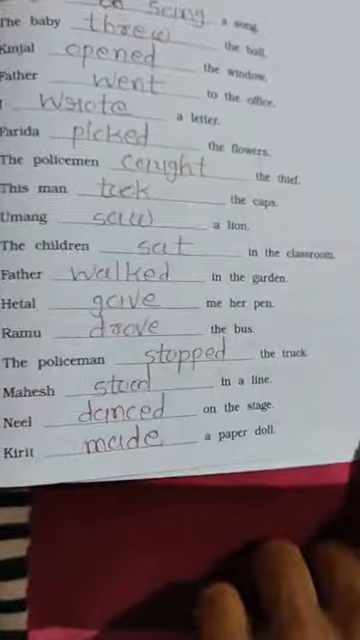 a song.
The baby threw the ball.
Kinjal opened the window.
Father went to the office.
I wrote a letter.
Farida picked the flowers.
The policemen caught the thief.
This man took the caps.
Umang saw a lion.
The children sat in the classroom.
Father walked in the garden.
Hetal gave me her pen.
Ramu drove the bus.
The policeman stopped the truck.
Mahesh stood in a line.
Neel danced on the stage.
Kirit made a paper doll.